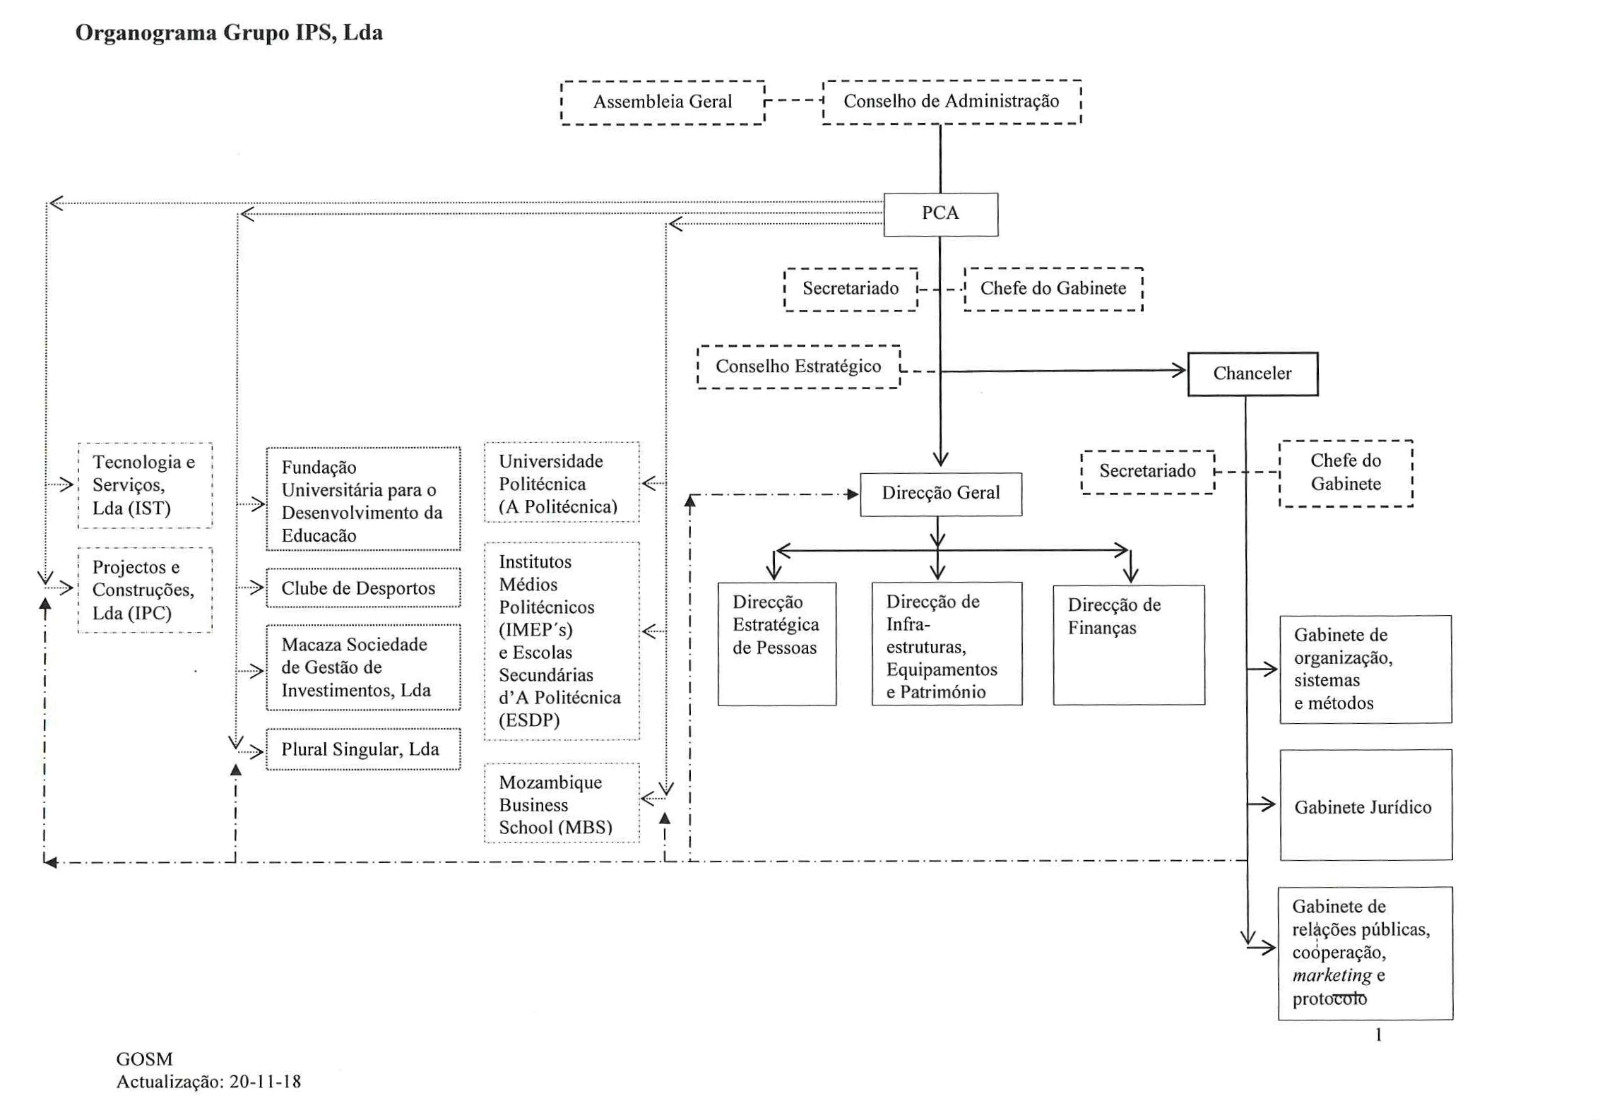 Organograma Grupo IPS, Lda
Assembleia Geral
Conselho de Administração
PCA
Secretariado
Chefe do Gabinete
Conselho Estratégico
Chanceler
Secretariado
Chefe do
Gabinete
Tecnologia e
Serviços,
Lda (IST)
Projectos e
Construções,
Lda (IPC)
Fundação
Universitária para o
Desenvolvimento da
Educacão
Clube de Desportos
Macaza Sociedade
de Gestão de
Investimentos, Lda
Plural Singular, Lda
Universidade
Politécnica
(A Politécnica)
Institutos
Médios
Politécnicos
(IMEP´s)
e Escolas
Secundárias
d'A Politécnica
(ESDP)
Mozambique
Business
School (MBS)
Direcção Geral
Direcção
Estratégica
de Pessoas
Direcção de
Infra-
estruturas,
Equipamentos
e Património
Direcção de
Finanças
Gabinete de
organização,
sistemas
e métodos
Gabinete Jurídico
Gabinete de
relações públicas,
cooperação,
marketing e
protocolo
1
GOSM
Actualização: 20-11-18